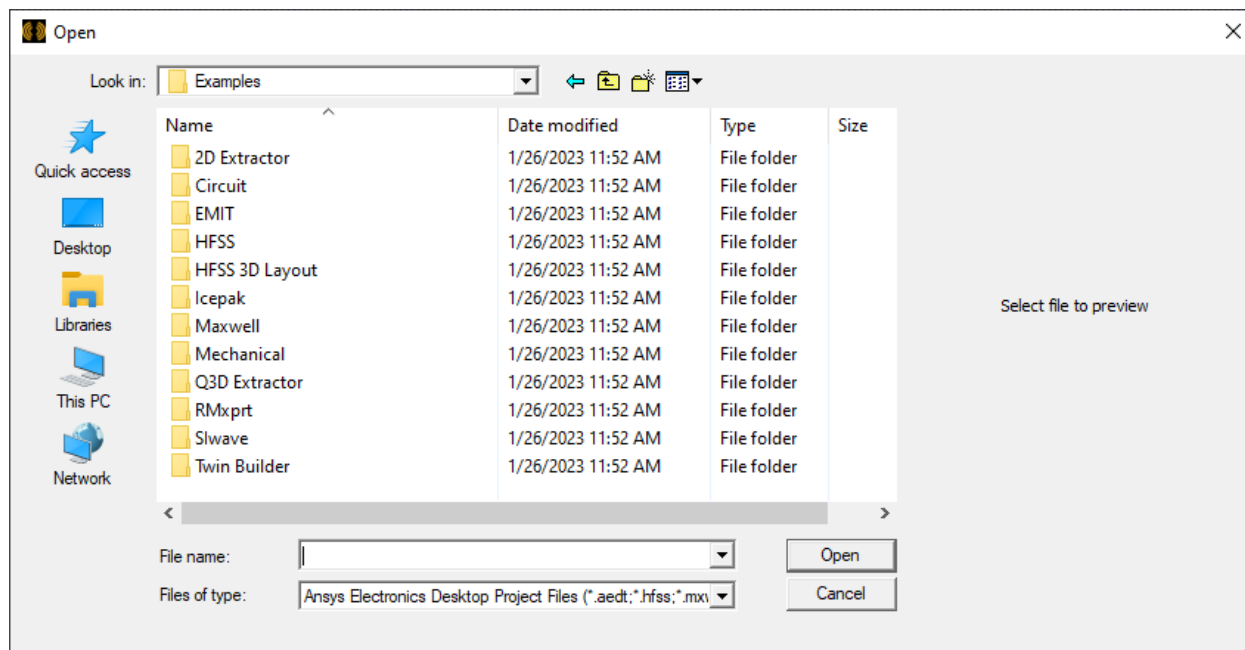 Open
Look in: Examples
Name Date modified Type Size
Quick access
Desktop
Libraries
This PC
Network
2D Extractor 1/26/2023 11:52 AM File folder
Circuit 1/26/2023 11:52 AM File folder
EMIT 1/26/2023 11:52 AM File folder
HFSS 1/26/2023 11:52 AM File folder
HFSS 3D Layout 1/26/2023 11:52 AM File folder
Icepak 1/26/2023 11:52 AM File folder
Maxwell 1/26/2023 11:52 AM File folder
Mechanical 1/26/2023 11:52 AM File folder
Q3D Extractor 1/26/2023 11:52 AM File folder
RMxprt 1/26/2023 11:52 AM File folder
SIwave 1/26/2023 11:52 AM File folder
Twin Builder 1/26/2023 11:52 AM File folder
Select file to preview
File name: Open
Files of type: Ansys Electronics Desktop Project Files (*.aedt;*.hfss;*.mxw Cancel